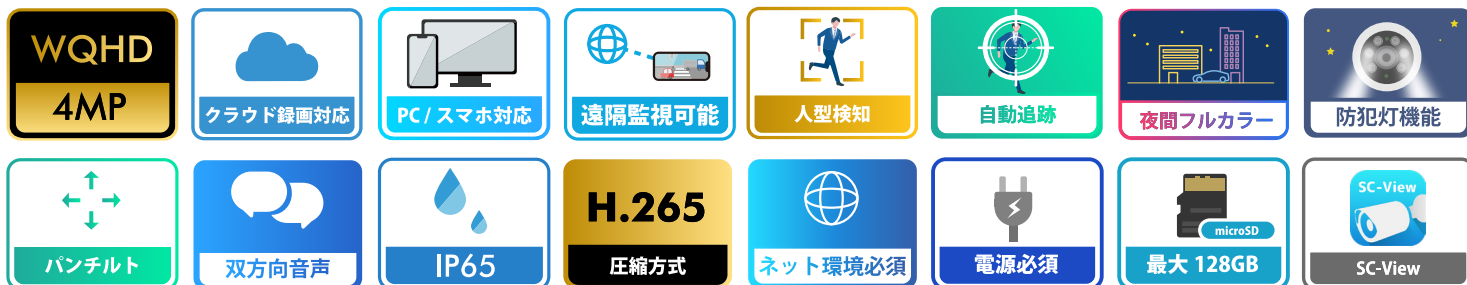 WQHD
4MP
クラウド録画対応
PC / スマホ対応
遠隔監視可能
人型検知
自動追跡
夜間フルカラー
防犯灯機能
パンチルト
双方向音声
IP65
H.265
圧縮方式
ネット環境必須
電源必須
microSD
最大 128GB
SC-View
SC-View